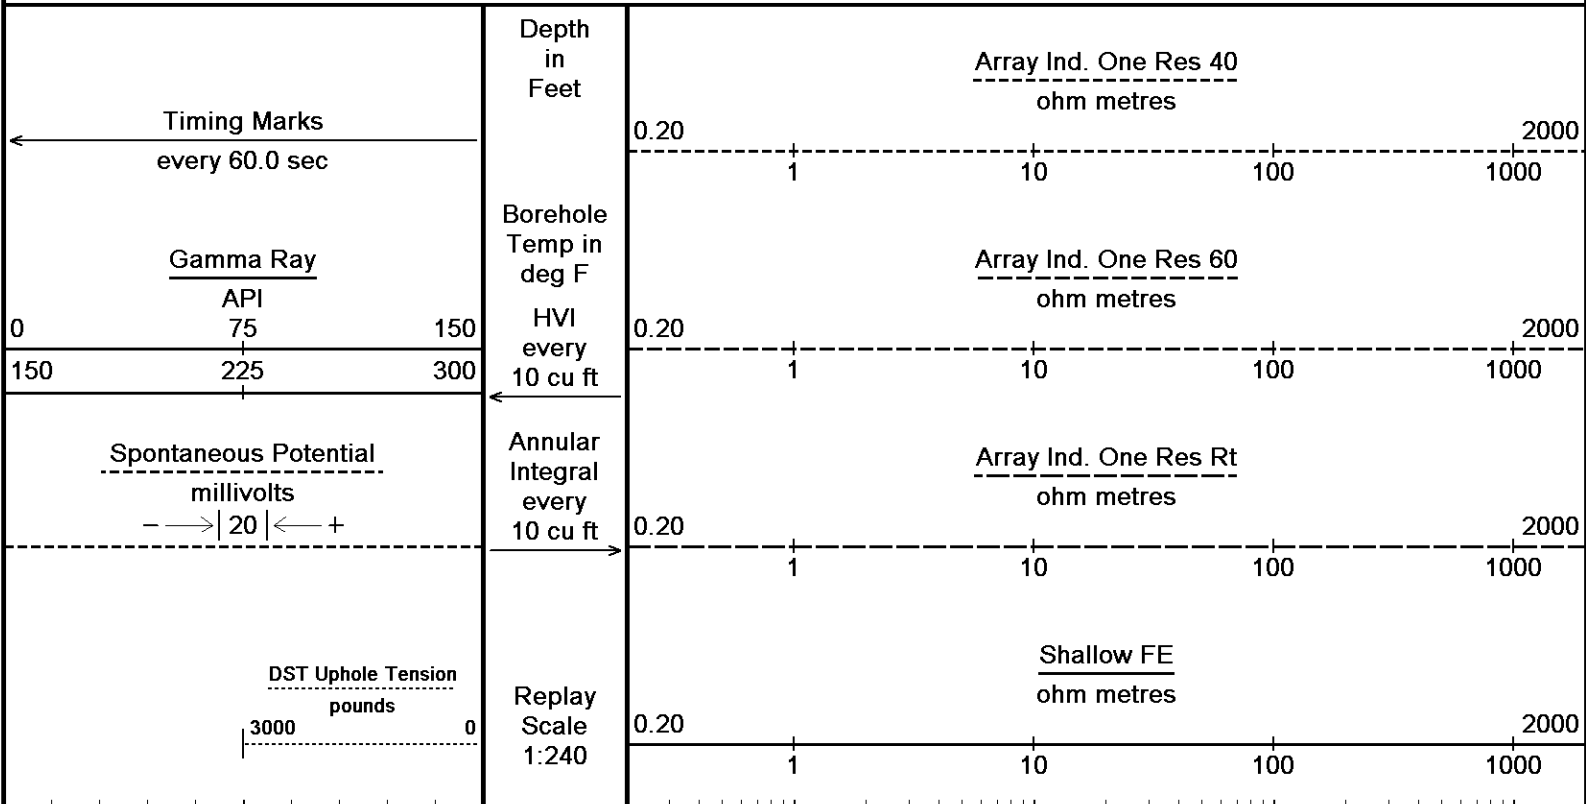 Timing Marks
every 60.0 sec
Gamma Ray
API
0 75 150
150 225 300
Spontaneous Potential
millivolts
− 20 +
DST Uphole Tension
pounds
3000 0
Depth
in
Feet
Borehole
Temp in
deg F
HVI
every
10 cu ft
Annular
Integral
every
10 cu ft
Replay
Scale
1:240
Array Ind. One Res 40
ohm metres
0.20 2000
1 10 100 1000
Array Ind. One Res 60
ohm metres
0.20 2000
1 10 100 1000
Array Ind. One Res Rt
ohm metres
0.20 2000
1 10 100 1000
Shallow FE
ohm metres
0.20 2000
1 10 100 1000